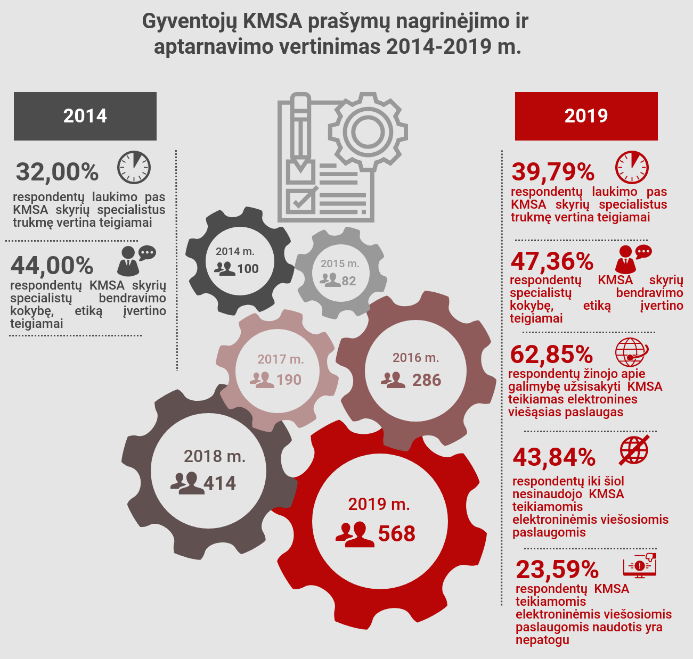 Gyventojų KMSA prašymų nagrinėjimo ir
aptarnavimo vertinimas 2014-2019 m.
2014
32,00%
respondentų laukimo pas
KMSA skyrių specialistus
trukmę vertina teigiamai
44,00%
respondentų KMSA skyrių
specialistų bendravimo
kokybę, etiką įvertino
teigiamai
2014 m.
100
2015 m.
82
2017 m.
190
2016 m.
286
2018 m.
414
2019 m.
568
2019
39,79%
respondentų laukimo pas
KMSA skyrių specialistus
trukmę vertina teigiamai
47,36%
respondentų KMSA skyrių
specialistų bendravimo
kokybę, etiką įvertino
teigiamai
62,85%
respondentų žinojo apie
galimybę užsisakyti KMSA
teikiamas elektronines
viešąsias paslaugas
43,84%
respondentų iki šiol
nesinaudojo KMSA
teikiamomis
elektroninėmis viešosiomis
paslaugomis
23,59%
respondentų KMSA
teikiamomis
elektroninėmis viešosiomis
paslaugomis naudotis yra
nepatogu